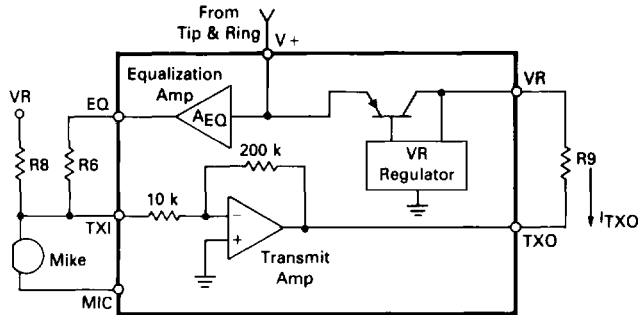 From
Tip & Ring
V+
Equalization
Amp
VR
EQ
AEQ
VR
R8
R6
200 k
VR
Regulator
R9
10 k
ITXO
TXI
−
+
TXO
Mike
Transmit
Amp
MIC